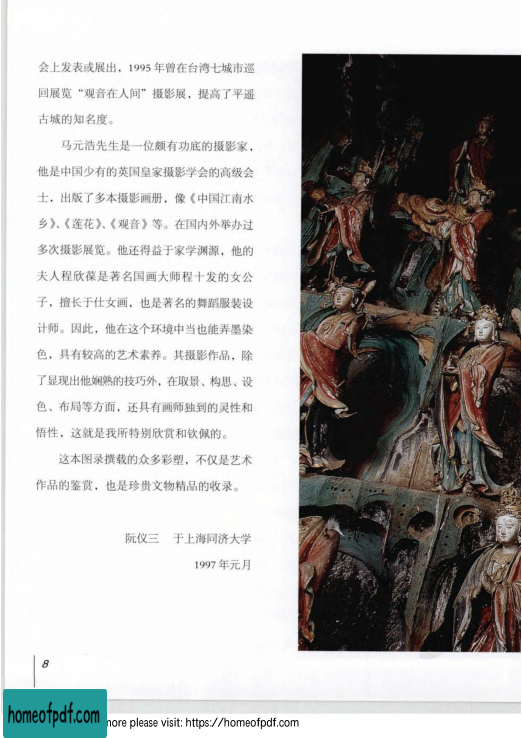 会上发表或展出，1995年曾在台湾七城市巡
回展览“观音在人间”摄影展，提高了平遥
古城的知名度。
马元浩先生是一位颇有功底的摄影家，
他是中国少有的英国皇家摄影学会的高级会
士，出版了多本摄影画册，像《中国江南水
乡》、《莲花》、《观音》等。在国内外举办过
多次摄影展览。他还得益于家学渊源，他的
夫人程欣葆是著名国画大师程十发的女公
子，擅长于仕女画，也是著名的舞蹈服装设
计师。因此，他在这个环境中当也能弄墨染
色，具有较高的艺术素养。其摄影作品，除
了显现出他娴熟的技巧外，在取景、构思、设
色、布局等方面，还具有画师独到的灵性和
悟性，这就是我所特别欣赏和钦佩的。
这本图录撰载的众多彩塑，不仅是艺术
作品的鉴赏，也是珍贵文物精品的收录。
阮仪三 于上海同济大学
1997年元月
8
homeofpdf.com
more please visit: https://homeofpdf.com